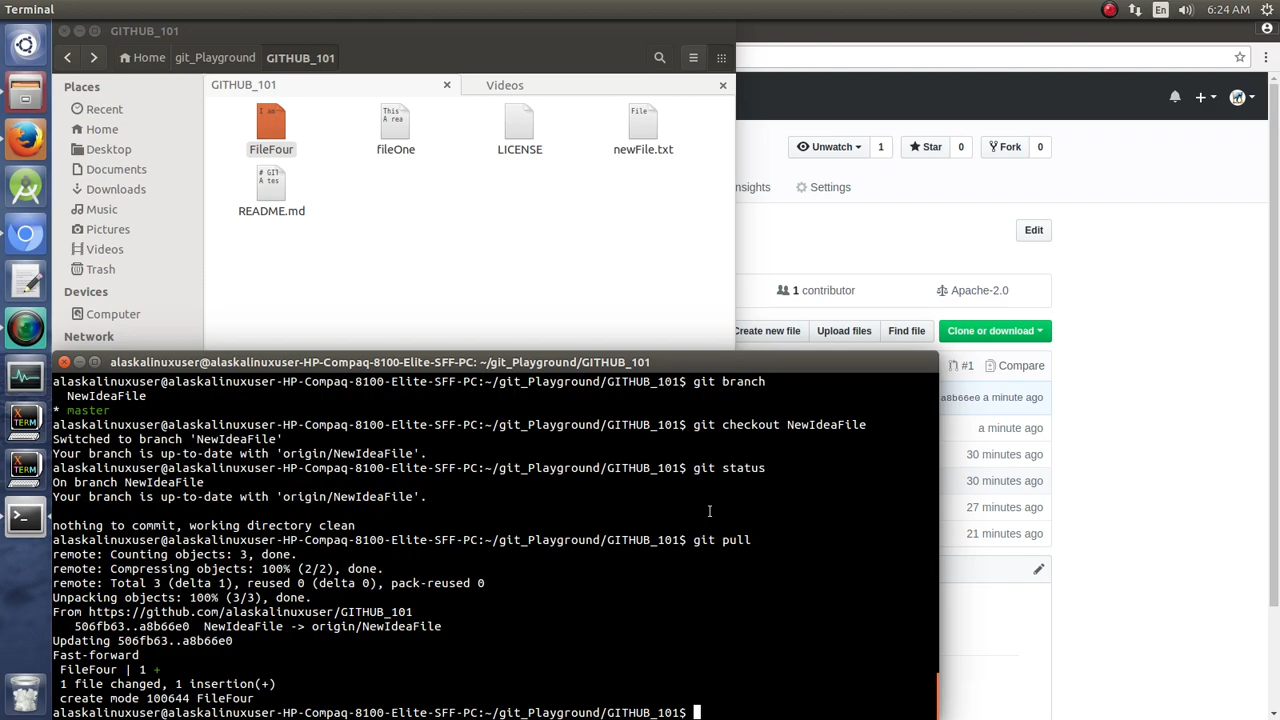 Terminal
En
6:24 AM
GITHUB_101
Home
git_Playground
GITHUB_101
Places
Recent
Home
Desktop
Documents
Downloads
Music
Pictures
Videos
Trash
Devices
Computer
Network
GITHUB_101
Videos
I am
FileFour
This
A rea
fileOne
LICENSE
File
newFile.txt
# GIT
A tes
README.md
Unwatch
1
Star
0
Fork
0
nsights
Settings
Edit
1 contributor
Apache-2.0
Create new file
Upload files
Find file
Clone or download
#1
Compare
a8b66e0 a minute ago
a minute ago
30 minutes ago
30 minutes ago
27 minutes ago
21 minutes ago
XTERM
XTERM
alaskalinuxuser@alaskalinuxuser-HP-Compaq-8100-Elite-SFF-PC: ~/git_Playground/GITHUB_101
alaskalinuxuser@alaskalinuxuser-HP-Compaq-8100-Elite-SFF-PC:~/git_Playground/GITHUB_101$ git branch
NewIdeaFile
* master
alaskalinuxuser@alaskalinuxuser-HP-Compaq-8100-Elite-SFF-PC:~/git_Playground/GITHUB_101$ git checkout NewIdeaFile
Switched to branch 'NewIdeaFile'
Your branch is up-to-date with 'origin/NewIdeaFile'.
alaskalinuxuser@alaskalinuxuser-HP-Compaq-8100-Elite-SFF-PC:~/git_Playground/GITHUB_101$ git status
On branch NewIdeaFile
Your branch is up-to-date with 'origin/NewIdeaFile'.
nothing to commit, working directory clean
alaskalinuxuser@alaskalinuxuser-HP-Compaq-8100-Elite-SFF-PC:~/git_Playground/GITHUB_101$ git pull
remote: Counting objects: 3, done.
remote: Compressing objects: 100% (2/2), done.
remote: Total 3 (delta 1), reused 0 (delta 0), pack-reused 0
Unpacking objects: 100% (3/3), done.
From https://github.com/alaskalinuxuser/GITHUB_101
506fb63..a8b66e0  NewIdeaFile -> origin/NewIdeaFile
Updating 506fb63..a8b66e0
Fast-forward
FileFour | 1 +
1 file changed, 1 insertion(+)
create mode 100644 FileFour
alaskalinuxuser@alaskalinuxuser-HP-Compaq-8100-Elite-SFF-PC:~/git_Playground/GITHUB_101$